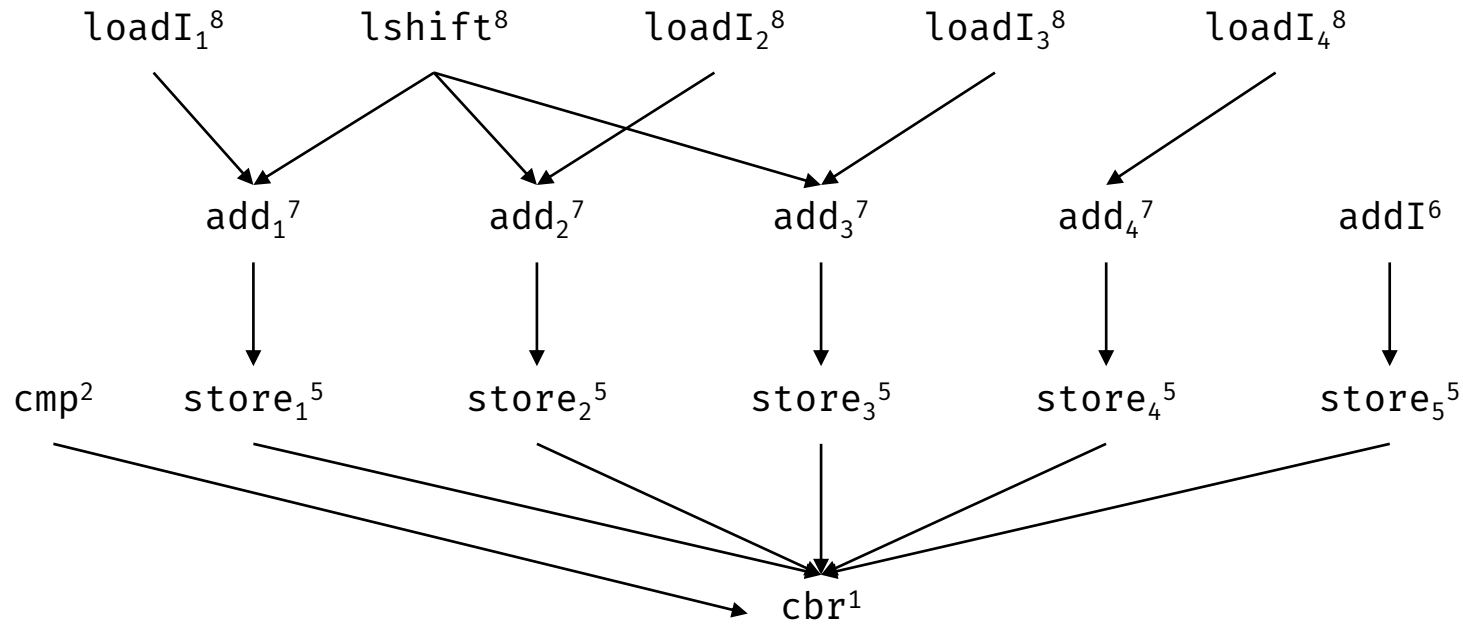 loadI₁⁸ lshift⁸ loadI₂⁸ loadI₃⁸ loadI₄⁸
add₁⁷ add₂⁷ add₃⁷ add₄⁷ addI⁶
cmp² store₁⁵ store₂⁵ store₃⁵ store₄⁵ store₅⁵
cbr¹